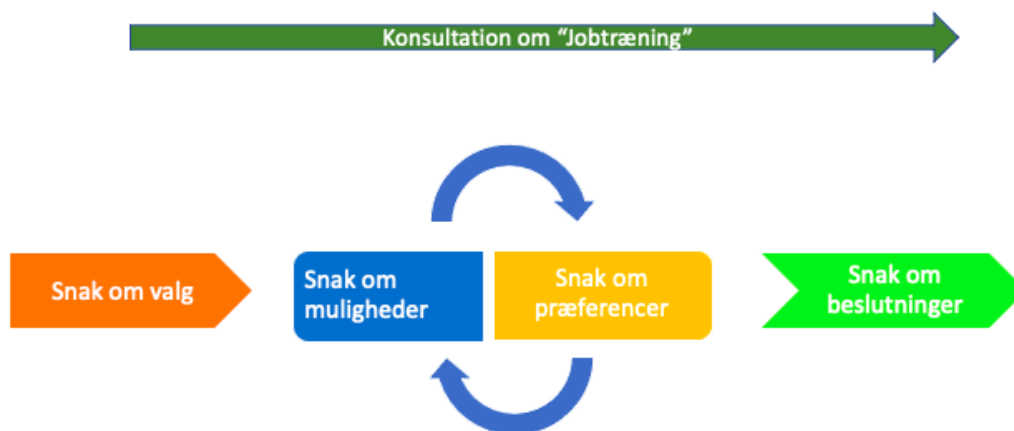 Konsultation om “Jobtræning”
Snak om valg
Snak om
muligheder
Snak om
præferencer
Snak om
beslutninger